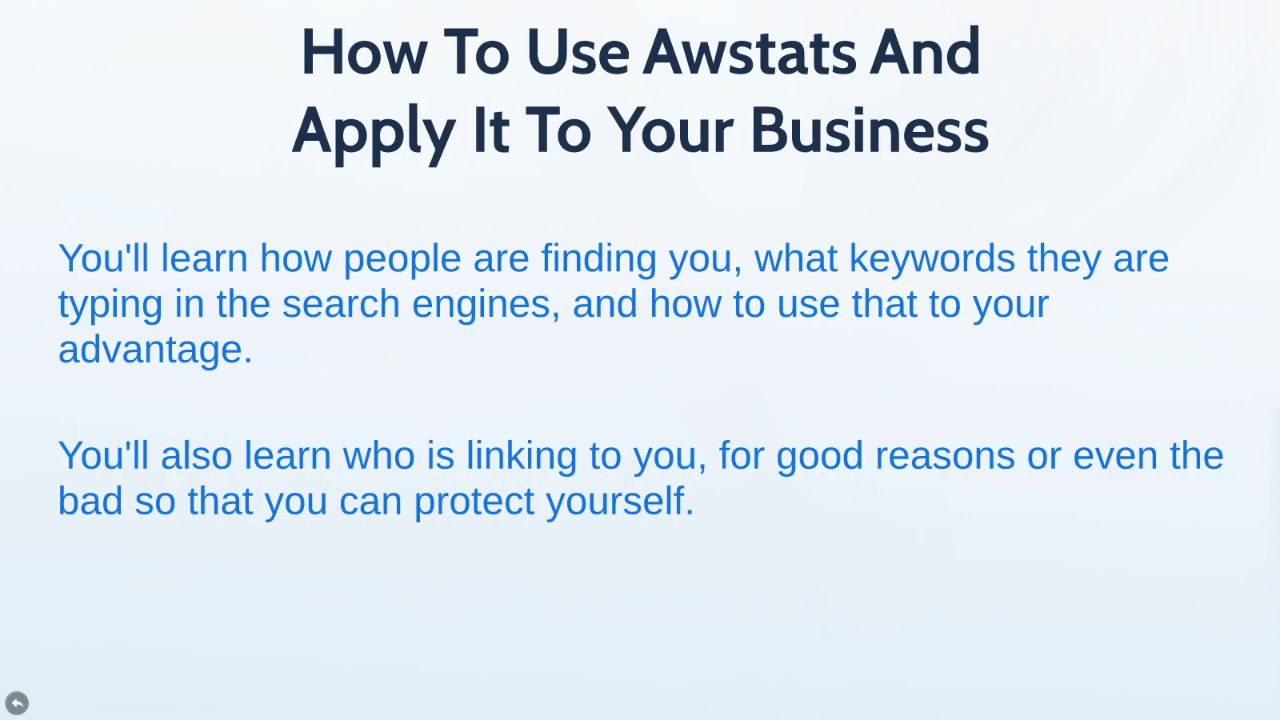 How To Use Awstats And
Apply It To Your Business
You'll learn how people are finding you, what keywords they are
typing in the search engines, and how to use that to your
advantage.
You'll also learn who is linking to you, for good reasons or even the
bad so that you can protect yourself.